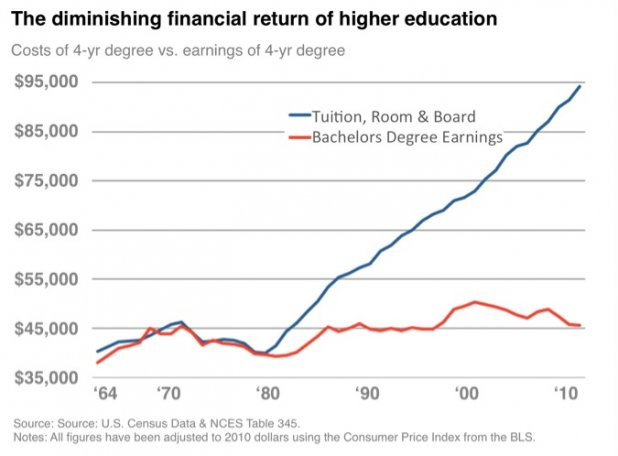 The diminishing financial return of higher education
Costs of 4-yr degree vs. earnings of 4-yr degree
$95,000
$85,000
$75,000
$65,000
$55,000
$45,000
$35,000
Tuition, Room & Board
Bachelors Degree Earnings
‘64 ‘70 ‘80 ‘90 ‘00 ‘10
Source: Source: U.S. Census Data & NCES Table 345.
Notes: All figures have been adjusted to 2010 dollars using the Consumer Price Index from the BLS.